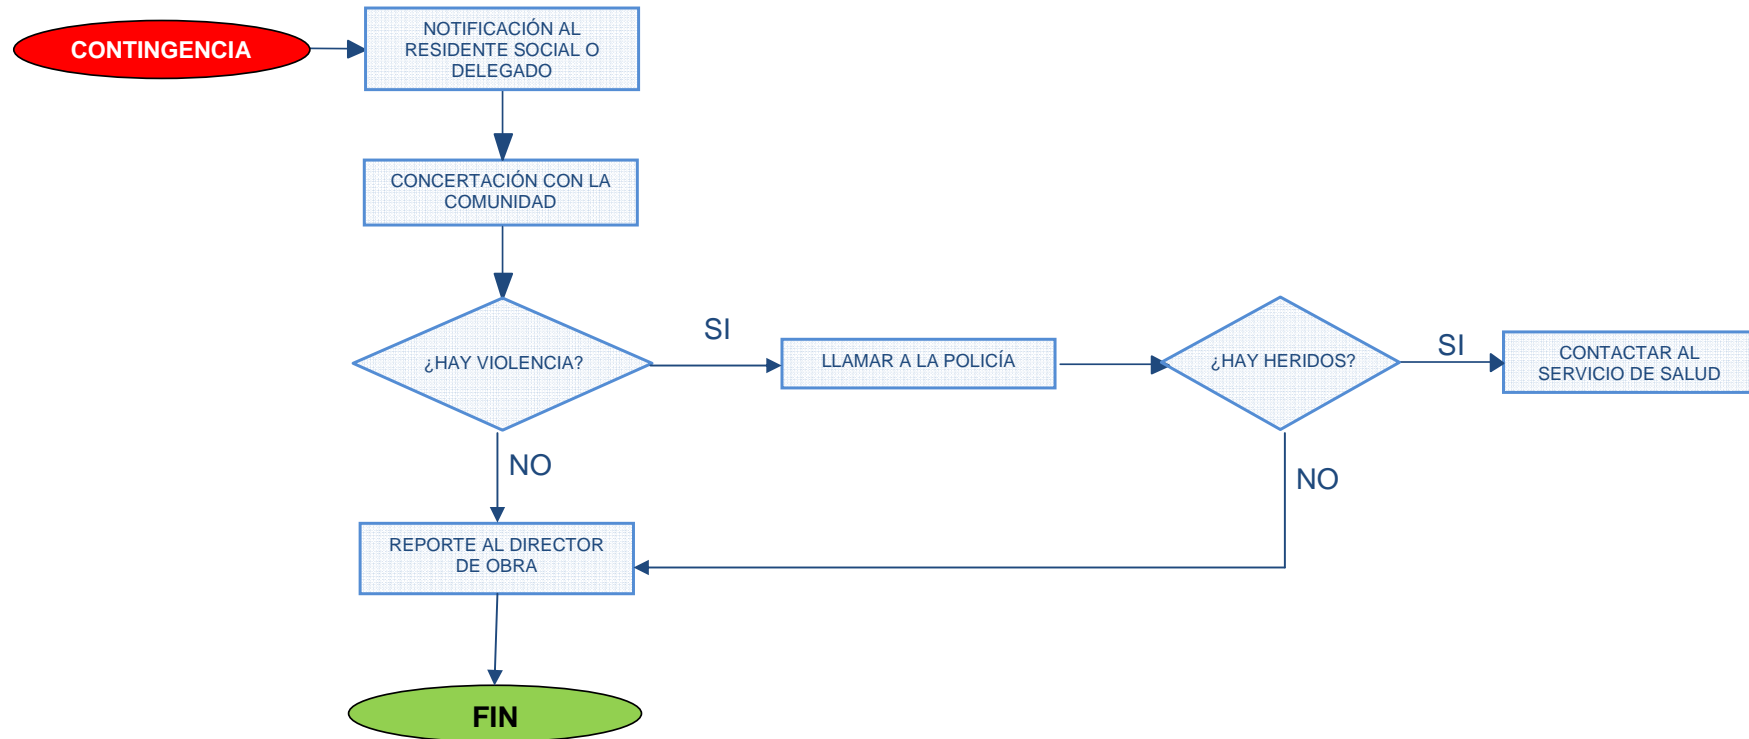 CONTINGENCIA
NOTIFICACIÓN AL
RESIDENTE SOCIAL O
DELEGADO
CONCERTACIÓN CON LA
COMUNIDAD
¿HAY VIOLENCIA?
SI
LLAMAR A LA POLICÍA
¿HAY HERIDOS?
SI
CONTACTAR AL
SERVICIO DE SALUD
NO
NO
REPORTE AL DIRECTOR
DE OBRA
FIN